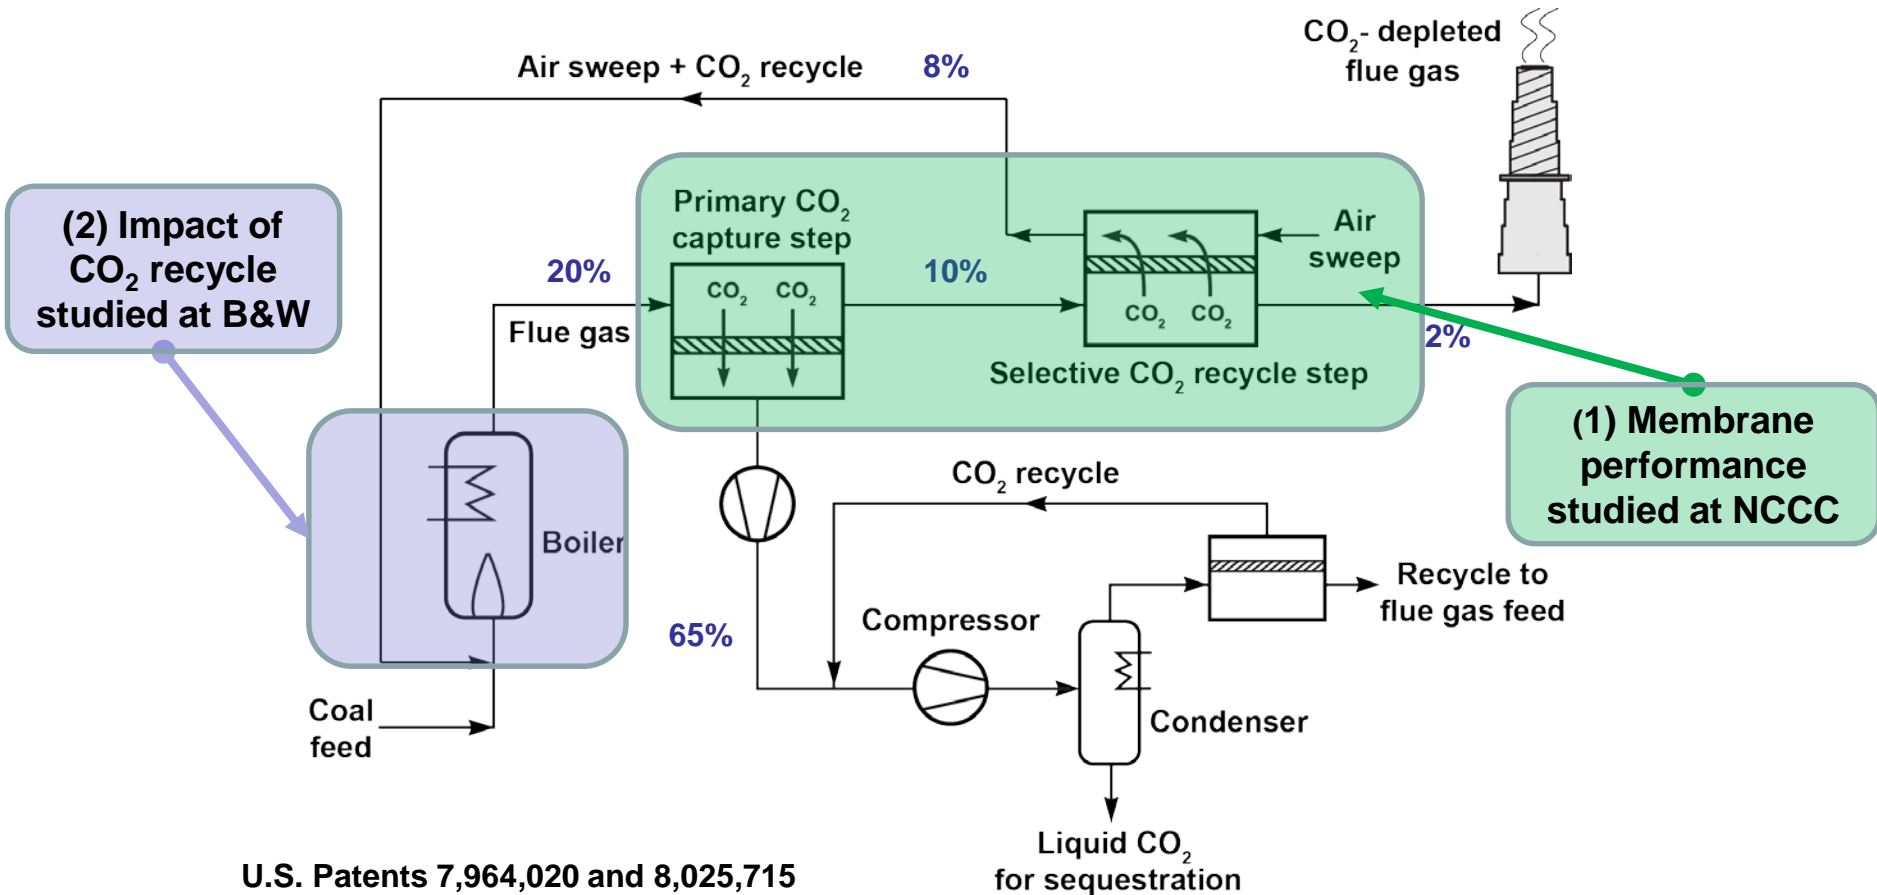 CO2- depleted
flue gas
Air sweep + CO2 recycle 8%
(2) Impact of
CO2 recycle
studied at B&W
Primary CO2
capture step
Air
sweep
20%
10%
CO2 CO2
CO2 CO2
Flue gas
2%
Selective CO2 recycle step
(1) Membrane
performance
studied at NCCC
CO2 recycle
Boiler
Recycle to
flue gas feed
65%
Compressor
Coal
feed
Condenser
Liquid CO2
for sequestration
U.S. Patents 7,964,020 and 8,025,715